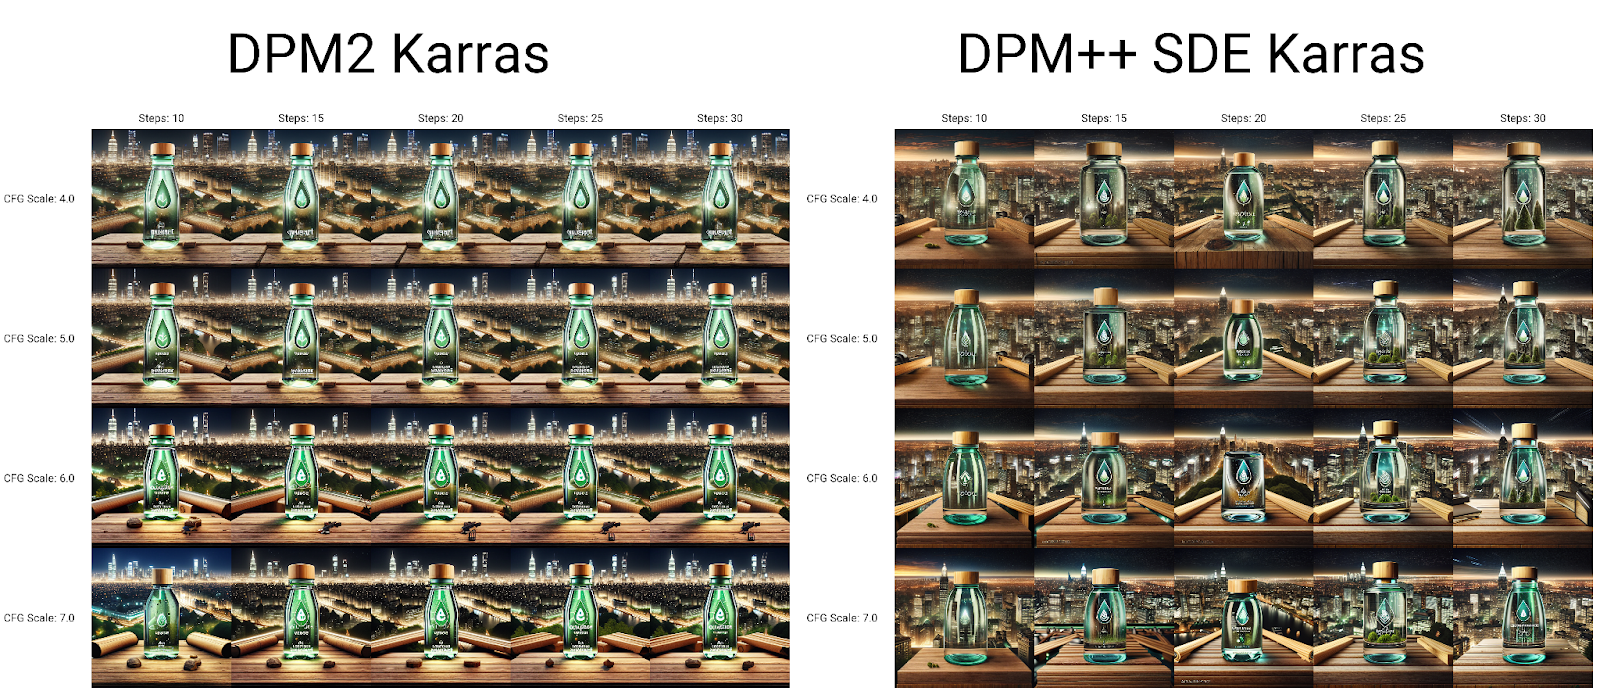 DPM2 Karras
DPM++ SDE Karras
Steps: 10
Steps: 15
Steps: 20
Steps: 25
Steps: 30
Steps: 10
Steps: 15
Steps: 20
Steps: 25
Steps: 30
CFG Scale: 4.0
CFG Scale: 4.0
CFG Scale: 5.0
CFG Scale: 5.0
CFG Scale: 6.0
CFG Scale: 6.0
CFG Scale: 7.0
CFG Scale: 7.0